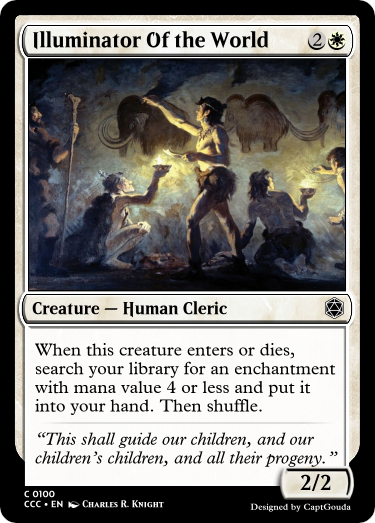 Illuminator Of the World 2
Creature — Human Cleric
When this creature enters or dies,
search your library for an enchantment
with mana value 4 or less and put it
into your hand. Then shuffle.
“This shall guide our children, and our
children’s children, and all their progeny.”
2/2
C 0100
CCC • EN Charles R. Knight
Designed by CaptGouda